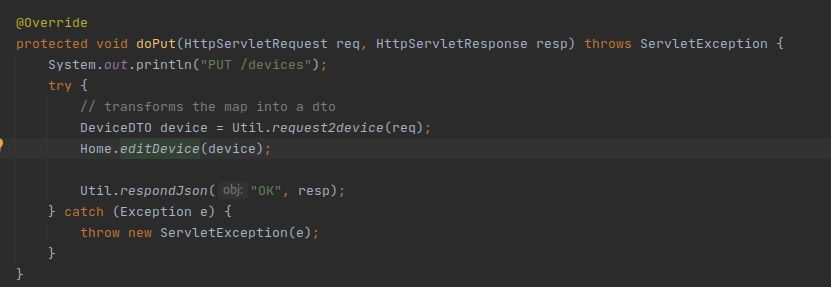 @Override
protected void doPut(HttpServletRequest req, HttpServletResponse resp) throws ServletException {
    System.out.println("PUT /devices");
    try {
        // transforms the map into a dto
        DeviceDTO device = Util.request2device(req);
        Home.editDevice(device);

        Util.respondJson( obj: "OK", resp);
    } catch (Exception e) {
        throw new ServletException(e);
    }
}